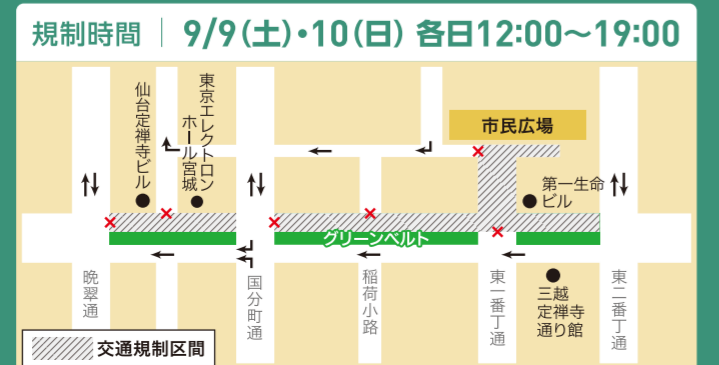 規制時間 | 9/9(土)・10(日) 各日12:00～19:00
仙台定禅寺ビル
東京エレクトロン
ホール宮城
市民広場
第一生命
ビル
グリーンベルト
晩翠通
国分町通
稲荷小路
東一番丁通
三越
定禅寺
通り館
東二番丁通
交通規制区間